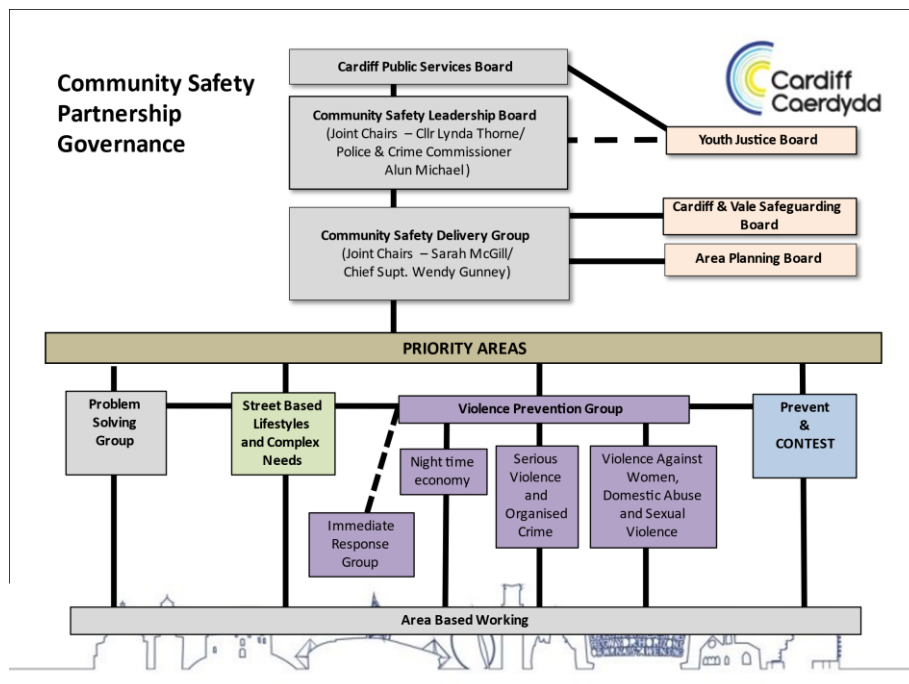 Community Safety
Partnership
Governance
Cardiff Public Services Board
Cardiff
Caerdydd
Community Safety Leadership Board
(Joint Chairs – Cllr Lynda Thorne/
Police & Crime Commissioner
Alun Michael)
Youth Justice Board
Cardiff & Vale Safeguarding
Board
Community Safety Delivery Group
(Joint Chairs – Sarah McGill/
Chief Supt. Wendy Gunney)
Area Planning Board
PRIORITY AREAS
Problem
Solving
Group
Street Based
Lifestyles
and Complex
Needs
Violence Prevention Group
Prevent
&
CONTEST
Night time
economy
Serious
Violence
and
Organised
Crime
Violence Against
Women,
Domestic Abuse
and Sexual
Violence
Immediate
Response
Group
Area Based Working